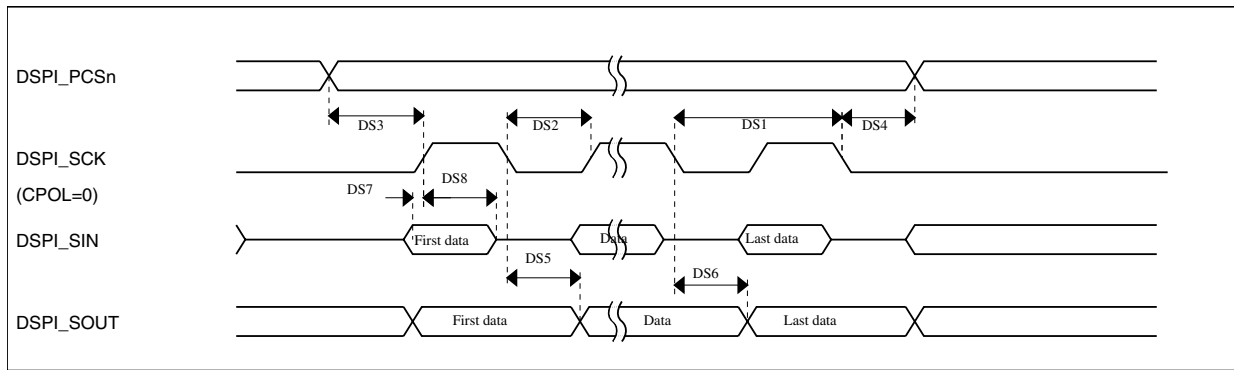 DSPI_PCSn
DS3
DS2
DS1
DS4
DSPI_SCK
(CPOL=0)
DS7
DS8
DSPI_SIN
First data
Data
Last data
DS5
DS6
DSPI_SOUT
First data
Data
Last data